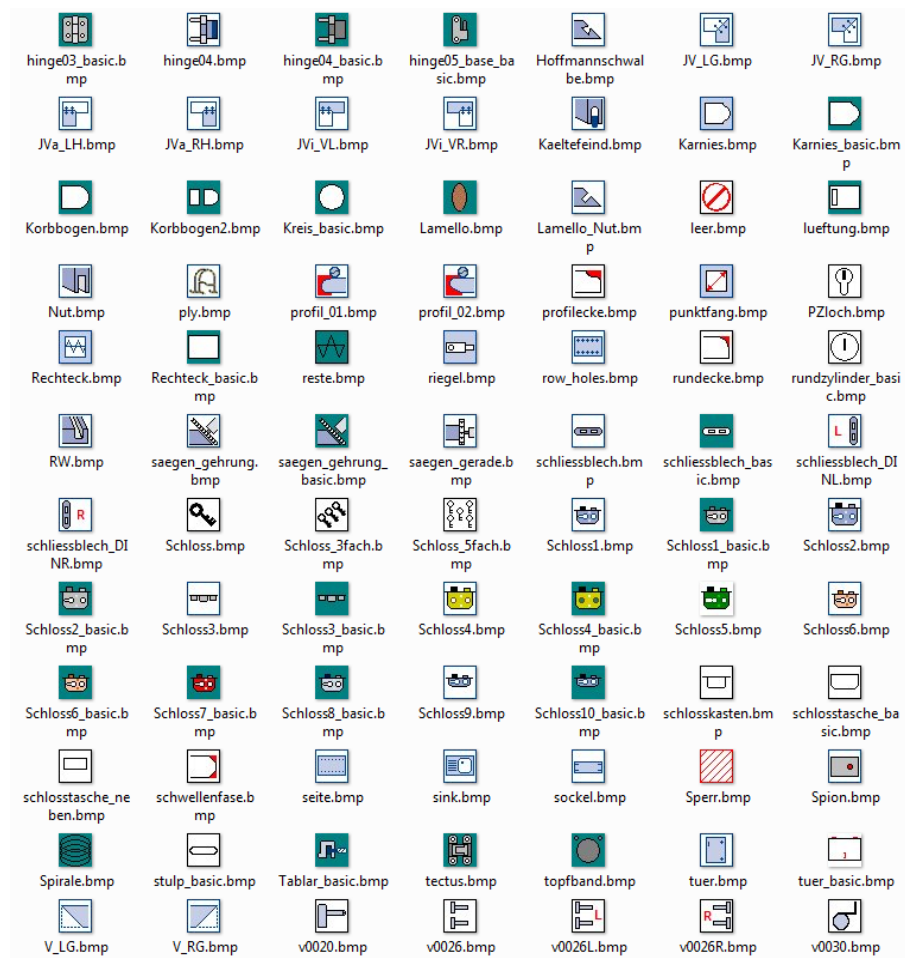 hinge03_basic.b
mp
hinge04.bmp
hinge04_basic.b
mp
hinge05_base_ba
sic.bmp
Hoffmannschwal
be.bmp
JV_LG.bmp
JV_RG.bmp
JVa_LH.bmp
JVa_RH.bmp
JVi_VL.bmp
JVi_VR.bmp
Kaeltefeind.bmp
Karnies.bmp
Karnies_basic.bm
p
Korbbogen.bmp
Korbbogen2.bmp
Kreis_basic.bmp
Lamello.bmp
Lamello_Nut.bm
p
leer.bmp
lueftung.bmp
Nut.bmp
ply.bmp
profil_01.bmp
profil_02.bmp
profilecke.bmp
punktfang.bmp
PZloch.bmp
Rechteck.bmp
Rechteck_basic.b
mp
reste.bmp
riegel.bmp
row_holes.bmp
rundecke.bmp
rundzylinder_basi
c.bmp
RW.bmp
saegen_gehrung.
bmp
saegen_gehrung_
basic.bmp
saegen_gerade.b
mp
schliessblech.bm
p
schliessblech_bas
ic.bmp
L
schliessblech_DI
NL.bmp
R
schliessblech_DI
NR.bmp
Schloss.bmp
Schloss_3fach.b
mp
Schloss_5fach.b
mp
Schloss1.bmp
Schloss1_basic.b
mp
Schloss2.bmp
Schloss2_basic.b
mp
Schloss3.bmp
Schloss3_basic.b
mp
Schloss4.bmp
Schloss4_basic.b
mp
Schloss5.bmp
Schloss6.bmp
Schloss6_basic.b
mp
Schloss7_basic.b
mp
Schloss8_basic.b
mp
Schloss9.bmp
Schloss10_basic.b
mp
schlosskasten.bm
p
schlosstasche_ba
sic.bmp
schlosstasche_ne
ben.bmp
schwellenfase.b
mp
seite.bmp
sink.bmp
sockel.bmp
Sperr.bmp
Spion.bmp
Spirale.bmp
stulp_basic.bmp
Tablar_basic.bmp
tectus.bmp
topfband.bmp
tuer.bmp
tuer_basic.bmp
V_LG.bmp
V_RG.bmp
v0020.bmp
v0026.bmp
L
v0026L.bmp
R
v0026R.bmp
v0030.bmp